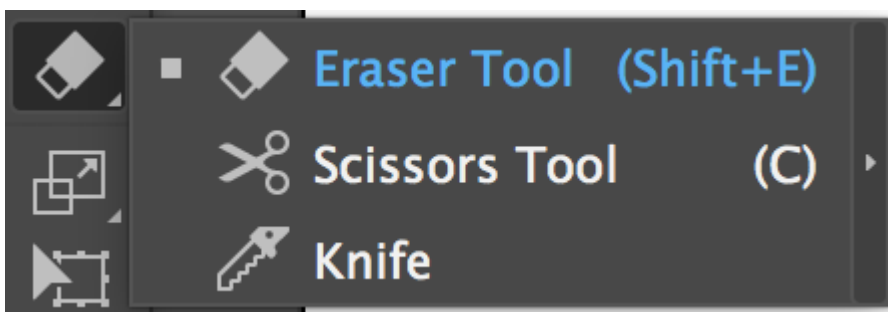 Eraser Tool (Shift+E)
Scissors Tool (C)
Knife